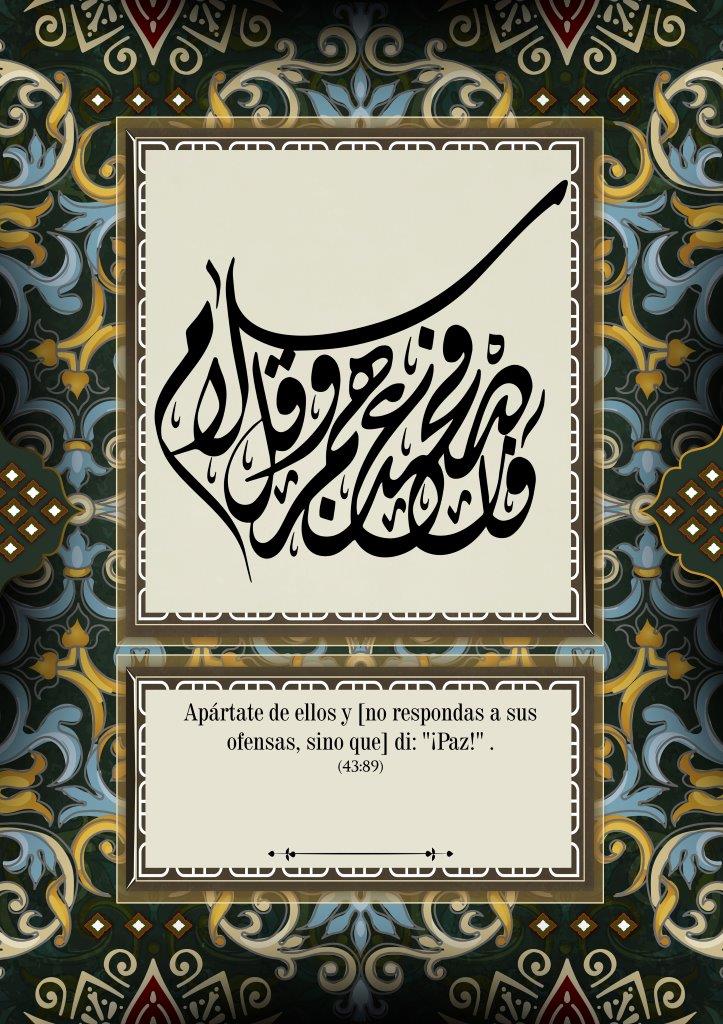 فاصفح عنهم وقل سلام
Apártate de ellos y [no respondas a sus
ofensas, sino que] di: "¡Paz!" .
(43:89)